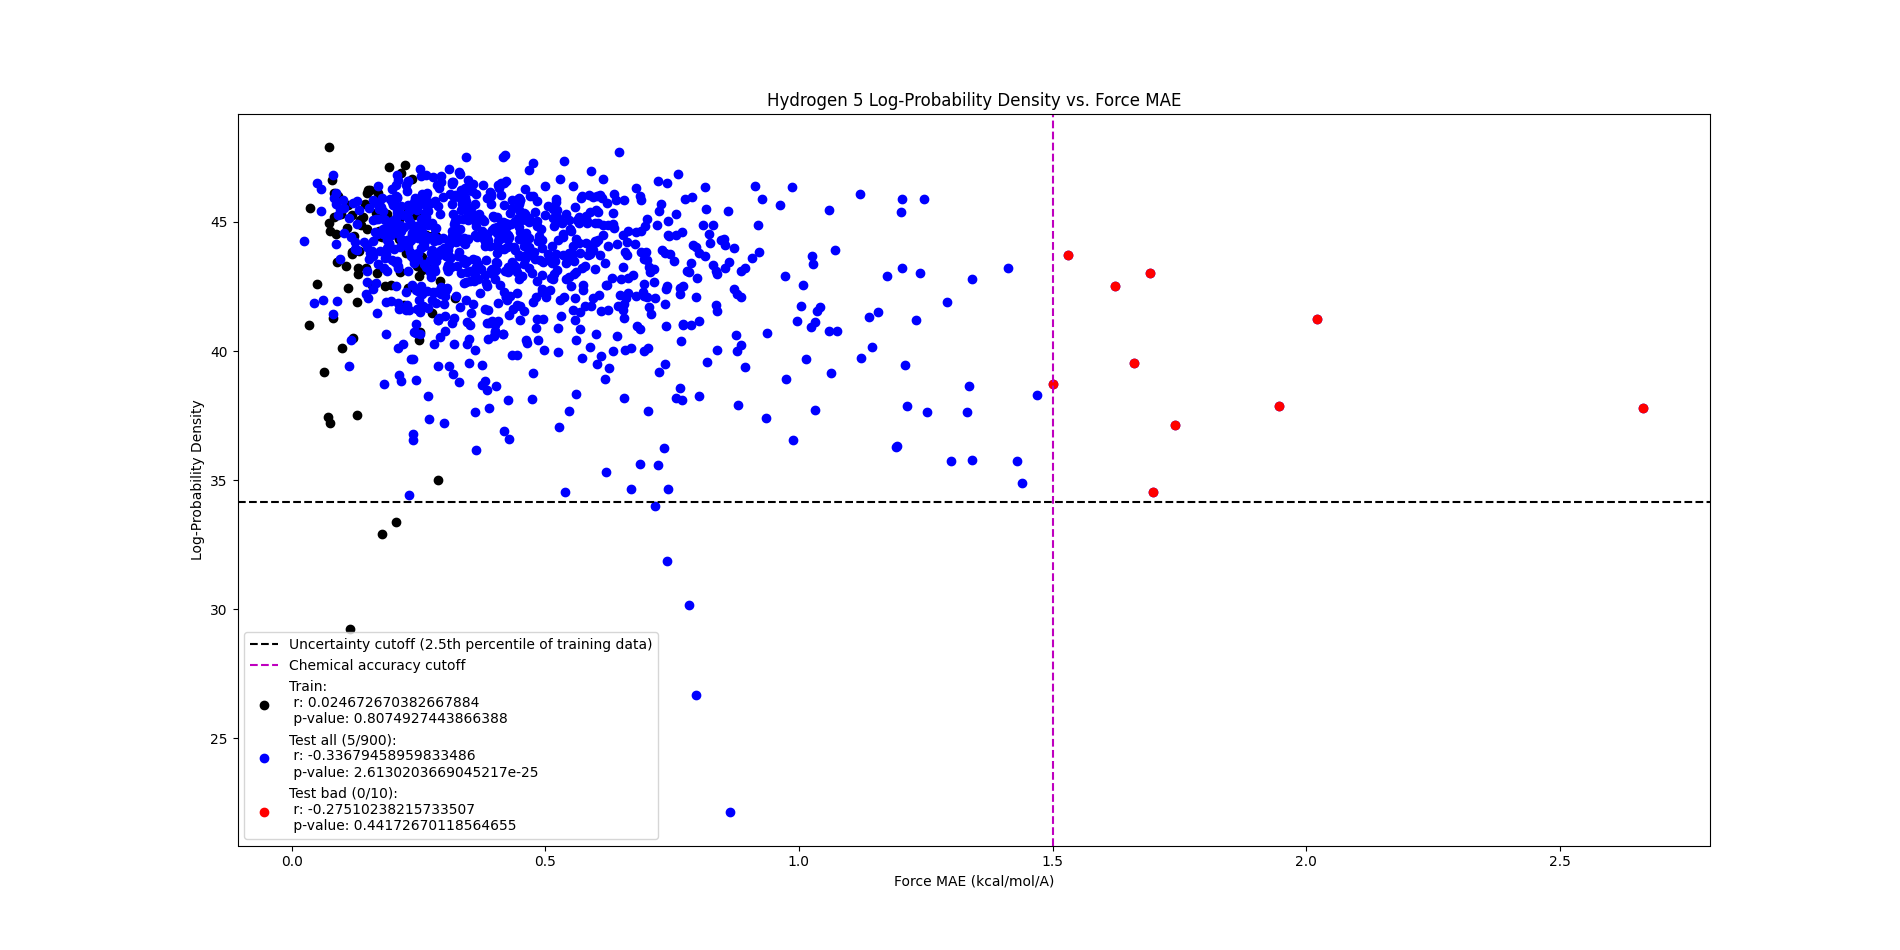 Hydrogen 5 Log-Probability Density vs. Force MAE
Log-Probability Density
45
40
35
30
25
Uncertainty cutoff (2.5th percentile of training data)
Chemical accuracy cutoff
Train:
r: 0.024672670382667884
p-value: 0.8074927443866388
Test all (5/900):
r: -0.33679458959833486
p-value: 2.6130203669045217e-25
Test bad (0/10):
r: -0.27510238215733507
p-value: 0.44172670118564655
0.0
0.5
1.0
1.5
2.0
2.5
Force MAE (kcal/mol/A)